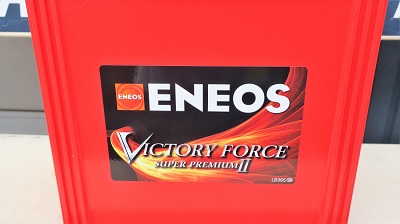 ENEOS
ENEOS
VICTORY FORCE
SUPER PREMIUM II